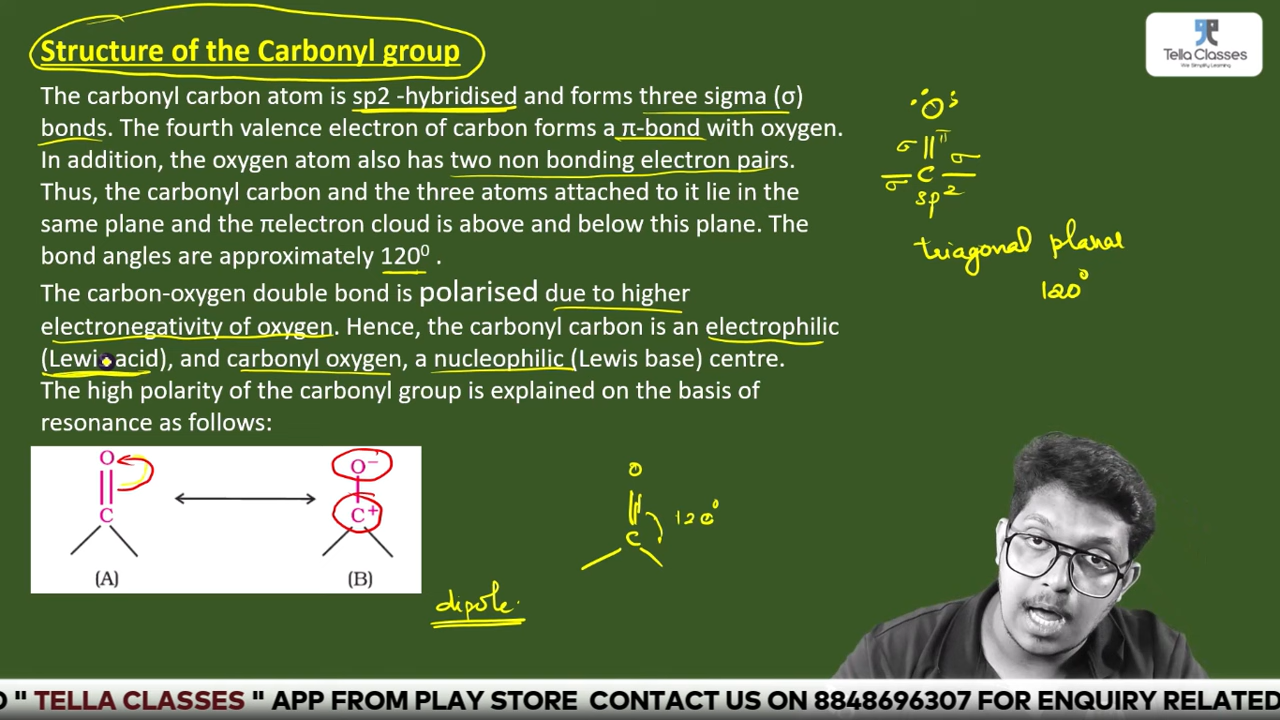 Structure of the Carbonyl group
The carbonyl carbon atom is sp2 -hybridised and forms three sigma (σ)
bonds. The fourth valence electron of carbon forms a π-bond with oxygen.
In addition, the oxygen atom also has two non bonding electron pairs.
Thus, the carbonyl carbon and the three atoms attached to it lie in the
same plane and the πelectron cloud is above and below this plane. The
bond angles are approximately 120⁰ .
The carbon-oxygen double bond is polarised due to higher
electronegativity of oxygen. Hence, the carbonyl carbon is an electrophilic
(Lewis acid), and carbonyl oxygen, a nucleophilic (Lewis base) centre.
The high polarity of the carbonyl group is explained on the basis of
resonance as follows:
O
C
(A)
O−
C+
(B)
dipole.
O
C
120°
Tella Classes
We Simplify Learning
O
σ π σ
σ C
sp2
triagonal planar
120°
" TELLA CLASSES " APP FROM PLAY STORE CONTACT US ON 8848696307 FOR ENQUIRY RELATED